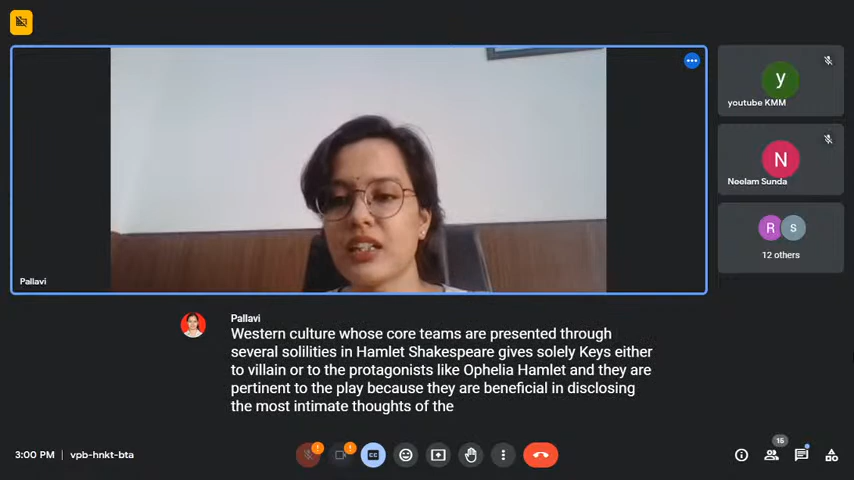 y
youtube KMM
N
Neelam Sunda
R
s
12 others
Pallavi
Pallavi
Western culture whose core teams are presented through
several solilities in Hamlet Shakespeare gives solely Keys either
to villain or to the protagonists like Ophelia Hamlet and they are
pertinent to the play because they are beneficial in disclosing
the most intimate thoughts of the
3:00 PM | vpb-hnkt-bta
CC
15